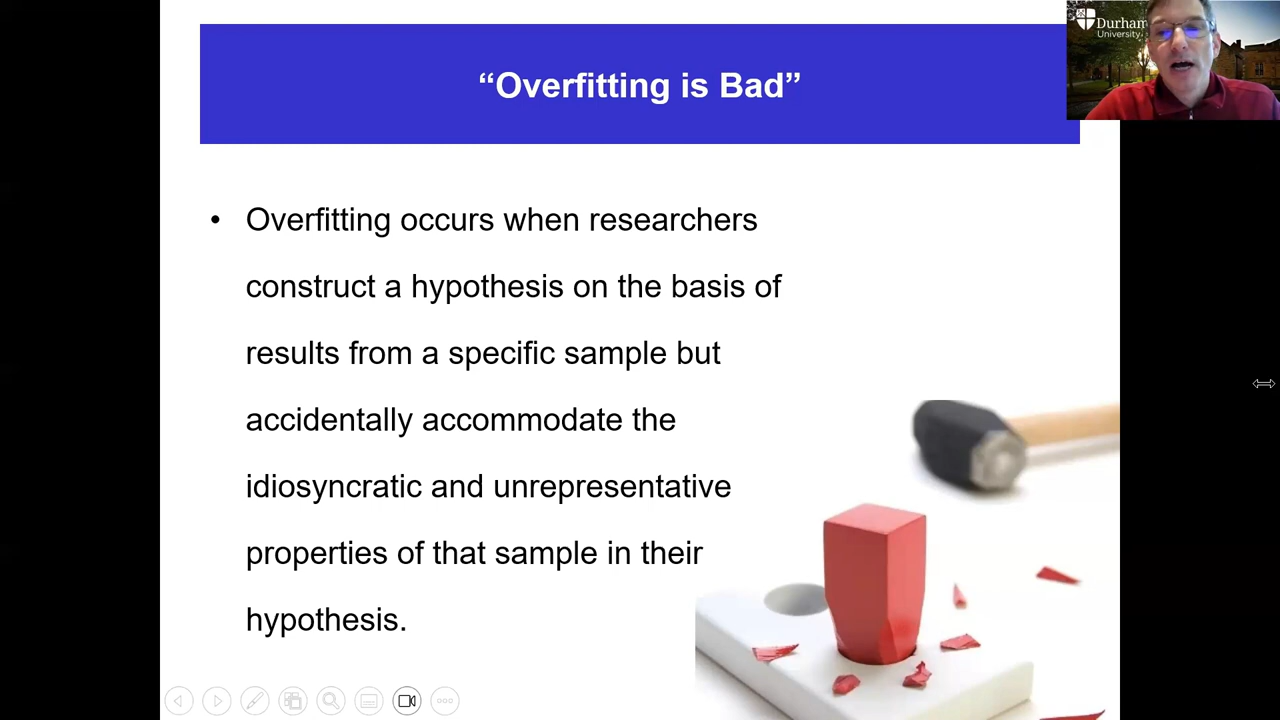 “Overfitting is Bad”
Durham
University
• Overfitting occurs when researchers
construct a hypothesis on the basis of
results from a specific sample but
accidentally accommodate the
idiosyncratic and unrepresentative
properties of that sample in their
hypothesis.